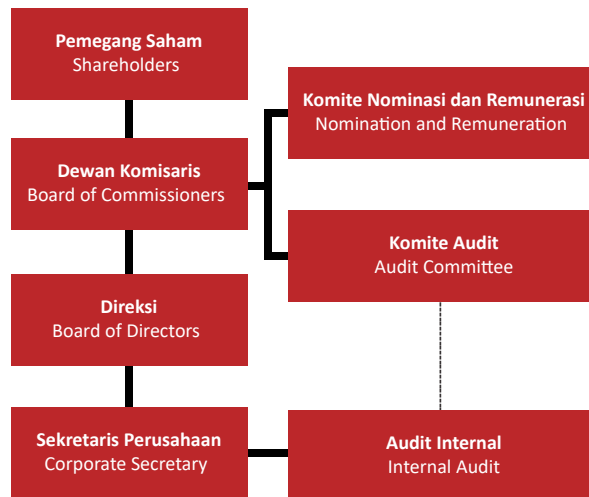 Pemegang Saham
Shareholders
Komite Nominasi dan Remunerasi
Nomination and Remuneration
Dewan Komisaris
Board of Commissioners
Komite Audit
Audit Committee
Direksi
Board of Directors
Sekretaris Perusahaan
Corporate Secretary
Audit Internal
Internal Audit